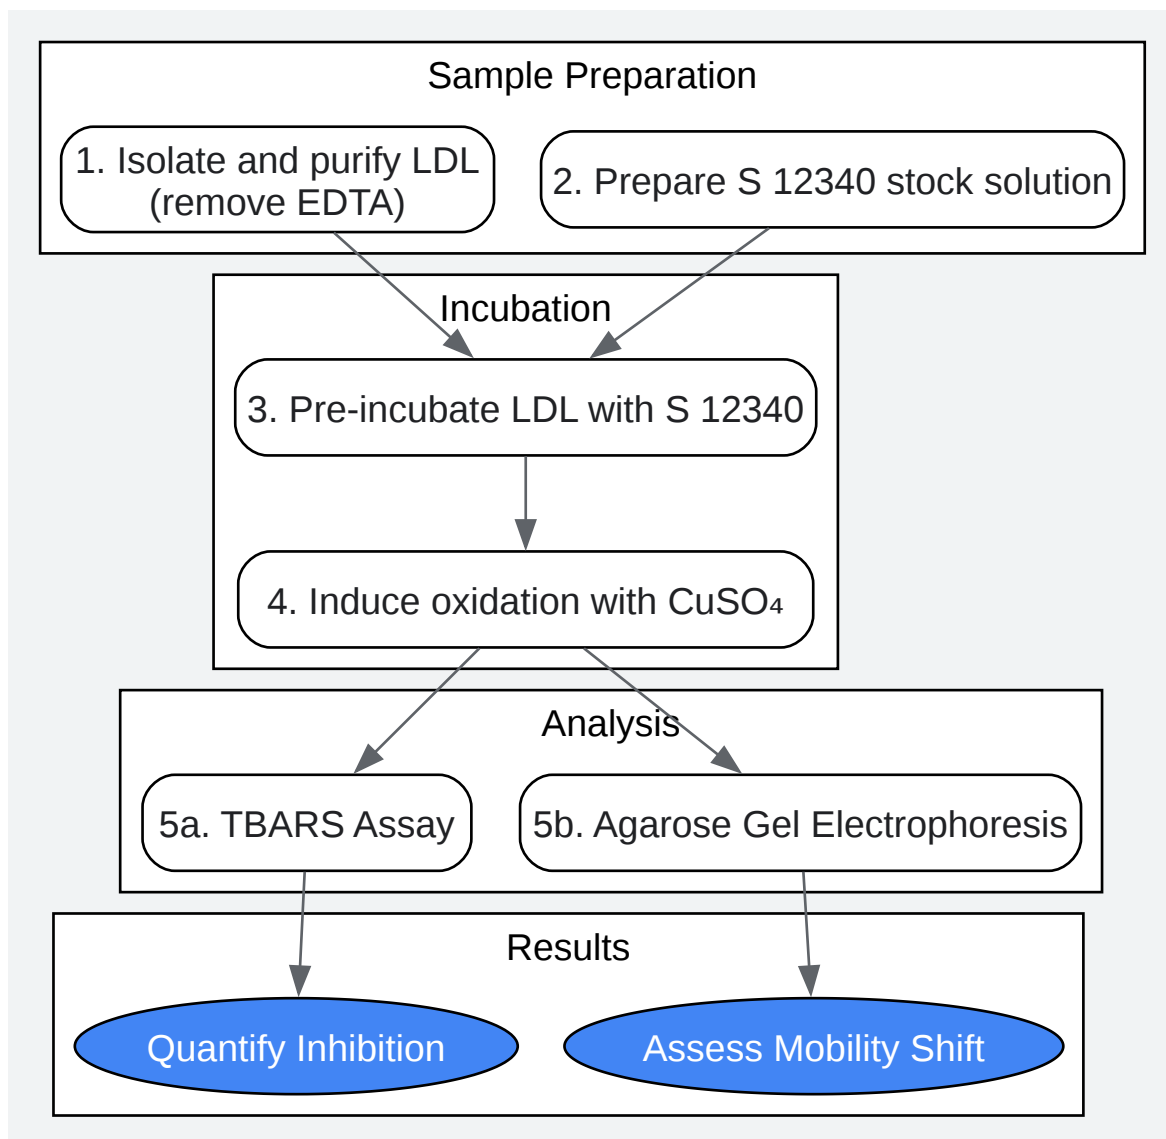 Sample Preparation
1. Isolate and purify LDL
(remove EDTA)
2. Prepare S 12340 stock solution
Incubation
3. Pre-incubate LDL with S 12340
4. Induce oxidation with CuSO₄
Analysis
5a. TBARS Assay
5b. Agarose Gel Electrophoresis
Results
Quantify Inhibition
Assess Mobility Shift